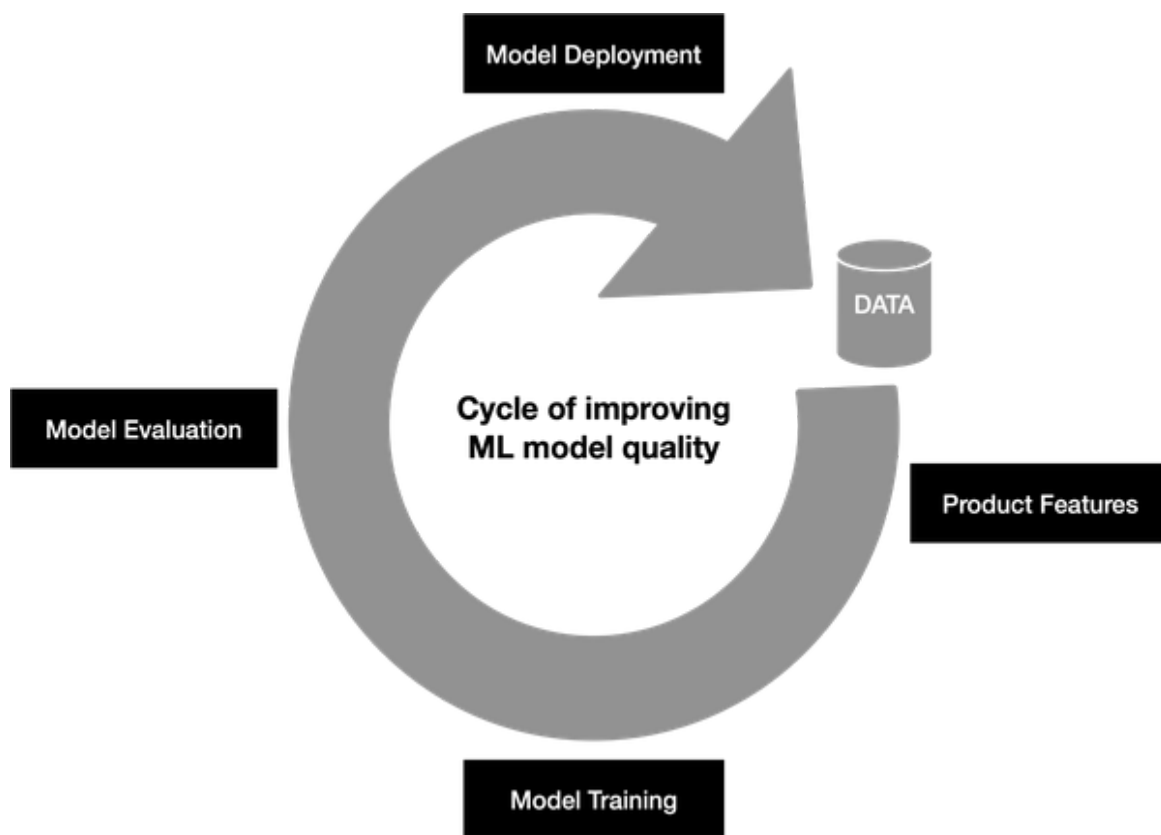 Model Deployment
DATA
Model Evaluation
Cycle of improving
ML model quality
Product Features
Model Training